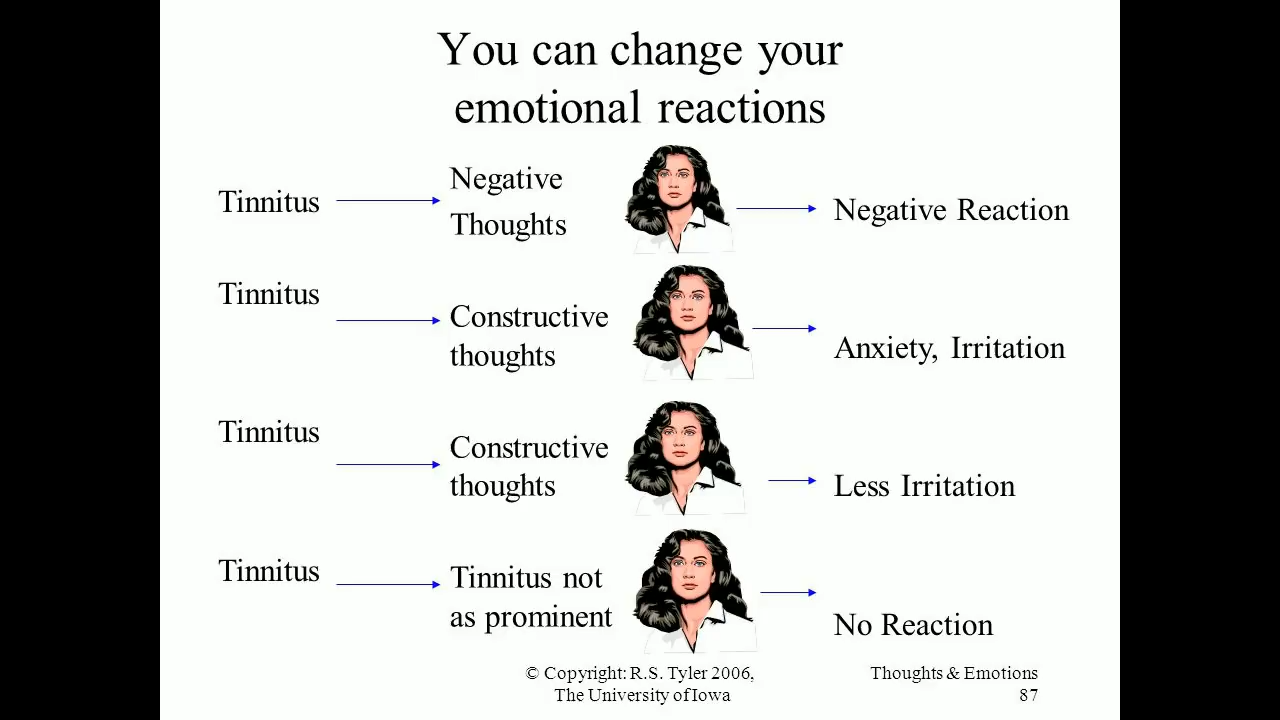 You can change your
emotional reactions
Tinnitus
Negative
Thoughts
Negative Reaction
Tinnitus
Constructive
thoughts
Anxiety, Irritation
Tinnitus
Constructive
thoughts
Less Irritation
Tinnitus
Tinnitus not
as prominent
No Reaction
© Copyright: R.S. Tyler 2006,
The University of Iowa
Thoughts & Emotions
87